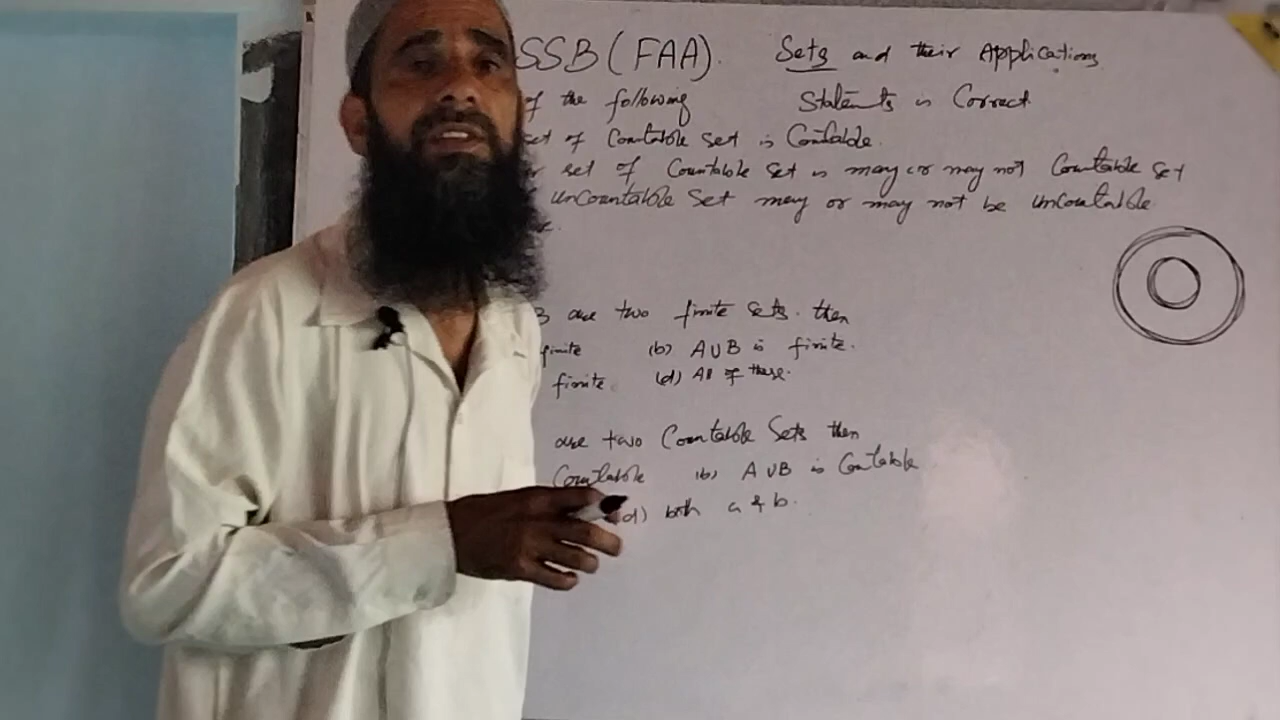 SSB (FAA). Sets and their Applications
of the following Statements is Correct
set of Countable set is Countable.
set of Countable set is may or may not Countable set
uncountable Set may or may not be uncountable
B are two finite sets. then
finite (b) A∪B is finite.
finite. (d) All of these.
are two Countable Sets then
Countable (b) A∪B is Countable
(d) both a & b.